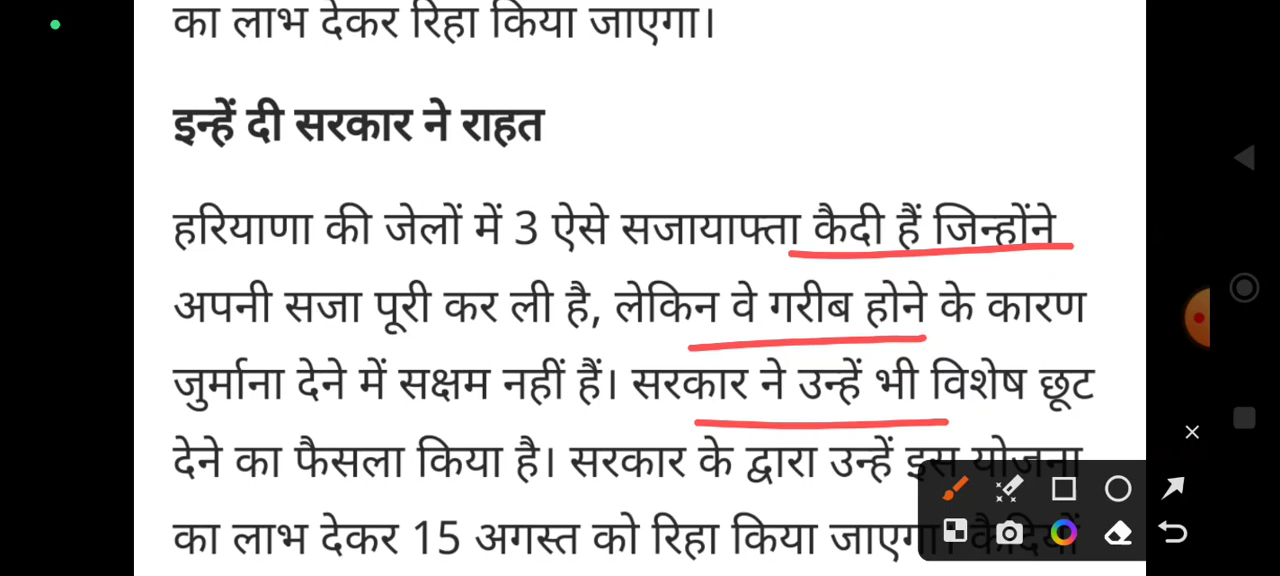 का लाभ देकर रिहा किया जाएगा।
इन्हें दी सरकार ने राहत
हरियाणा की जेलों में 3 ऐसे सजायाफ्ता कैदी हैं जिन्होंने
अपनी सजा पूरी कर ली है, लेकिन वे गरीब होने के कारण
जुर्माना देने में सक्षम नहीं हैं। सरकार ने उन्हें भी विशेष छूट
देने का फैसला किया है। सरकार के द्वारा उन्हें इस योजना
का लाभ देकर 15 अगस्त को रिहा किया जाएगा। कैदियों